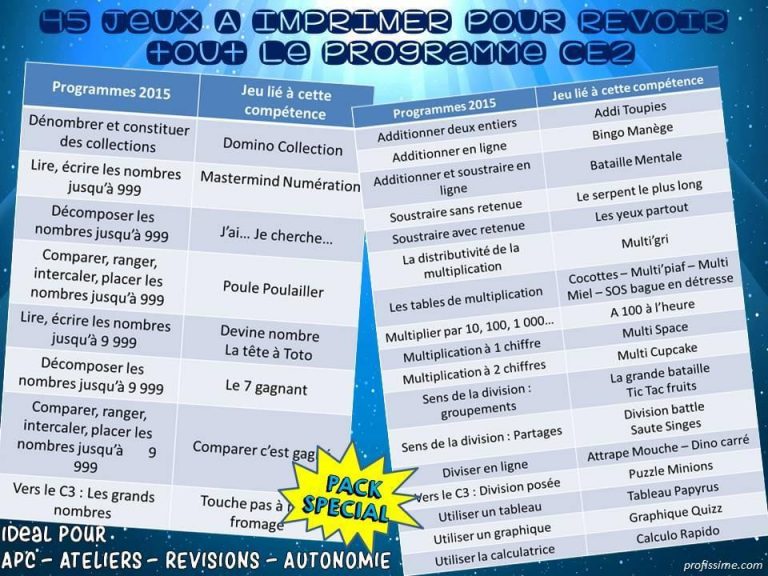 45 JEUX A IMPRIMER POUR REVOIR
TOUT LE PROGRAMME CE2
Programmes 2015
Jeu lié à cette
compétence
Dénombrer et constituer
des collections
Domino Collection
Lire, écrire les nombres
jusqu'à 999
Mastermind Numération
Décomposer les
nombres jusqu'à 999
J'ai... Je cherche...
Comparer, ranger,
intercaler, placer les
nombres jusqu'à 999
Poule Poulailler
Lire, écrire les nombres
jusqu'à 9 999
Devine nombre
La tête à Toto
Décomposer les
nombres jusqu'à 9 999
Le 7 gagnant
Comparer, ranger,
intercaler, placer les
nombres jusqu'à 9
999
Comparer c'est
Vers le C3 : Les grands
nombres
Touche pas à
fromage
Programmes 2015
Jeu lié à cette compétence
Additionner deux entiers
Addi Toupies
Additionner en ligne
Bingo Manège
Additionner et soustraire en
ligne
Bataille Mentale
Soustraire sans retenue
Le serpent le plus long
Soustraire avec retenue
Les yeux partout
La distributivité de la
multiplication
Multi'gri
Les tables de multiplication
Cocottes – Multi'piaf – Multi
Miel – SOS bague en détresse
Multiplier par 10, 100, 1 000...
A 100 à l'heure
Multiplication à 1 chiffre
Multi Space
Multiplication à 2 chiffres
Multi Cupcake
Sens de la division :
groupements
La grande bataille
Tic Tac fruits
Sens de la division : Partages
Division battle
Saute Singes
Diviser en ligne
Attrape Mouche – Dino carré
Vers le C3 : Division posée
Puzzle Minions
Utiliser un tableau
Tableau Papyrus
Utiliser un graphique
Graphique Quizz
Utiliser la calculatrice
Calculo Rapido
PACK
SPECIAL
IDEAL POUR :
APC – ATELIERS – REVISIONS – AUTONOMIE
profissime.com